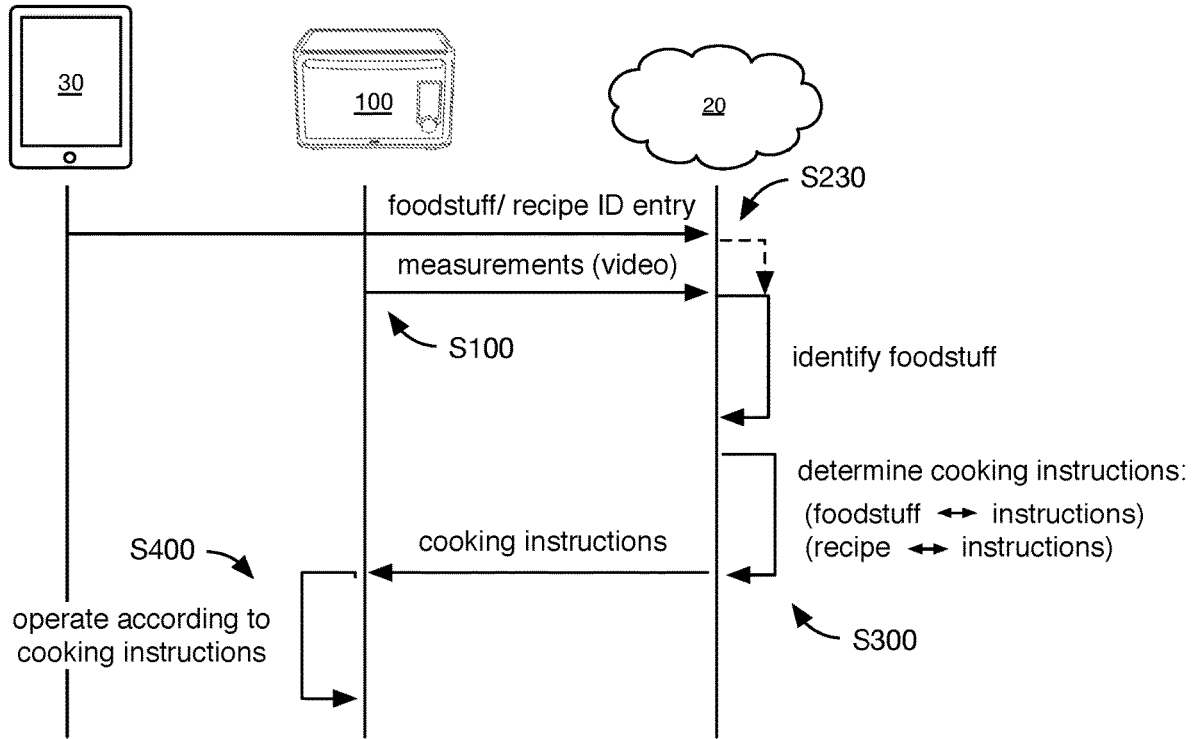 30
100
20
S230
foodstuff/ recipe ID entry
measurements (video)
S100
identify foodstuff
determine cooking instructions:
(foodstuff ↔ instructions)
(recipe ↔ instructions)
cooking instructions
S400
operate according to
cooking instructions
S300